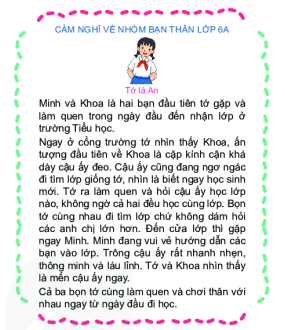 CẢM NGHĨ VỀ NHÓM BẠN THÂN LỚP 6A
Tớ là An
Minh và Khoa là hai bạn đầu tiên tớ gặp và
làm quen trong ngày đầu đến nhận lớp ở
trường Tiểu học.
Ngay ở cổng trường tớ nhìn thấy Khoa, ấn
tượng đầu tiên về Khoa là cặp kính cận khá
dày cậu ấy đeo. Cậu ấy cũng đang ngơ ngác
đi tìm lớp giống tớ, nhìn là biết ngay học sinh
mới. Tớ ra làm quen và hỏi cậu ấy học lớp
nào, không ngờ cả hai đều học cùng lớp. Bọn
tớ cùng nhau đi tìm lớp chứ không dám hỏi
các anh chị lớn hơn. Đến cửa lớp thì gặp
ngay Minh. Minh đang vui vẻ hướng dẫn các
bạn vào lớp. Trông cậu ấy rất nhanh nhẹn,
thông minh và láu lỉnh. Tớ và Khoa nhìn thấy
là mến cậu ấy ngay.
Cả ba bọn tớ cùng làm quen và chơi thân với
nhau ngay từ ngày đầu đi học.